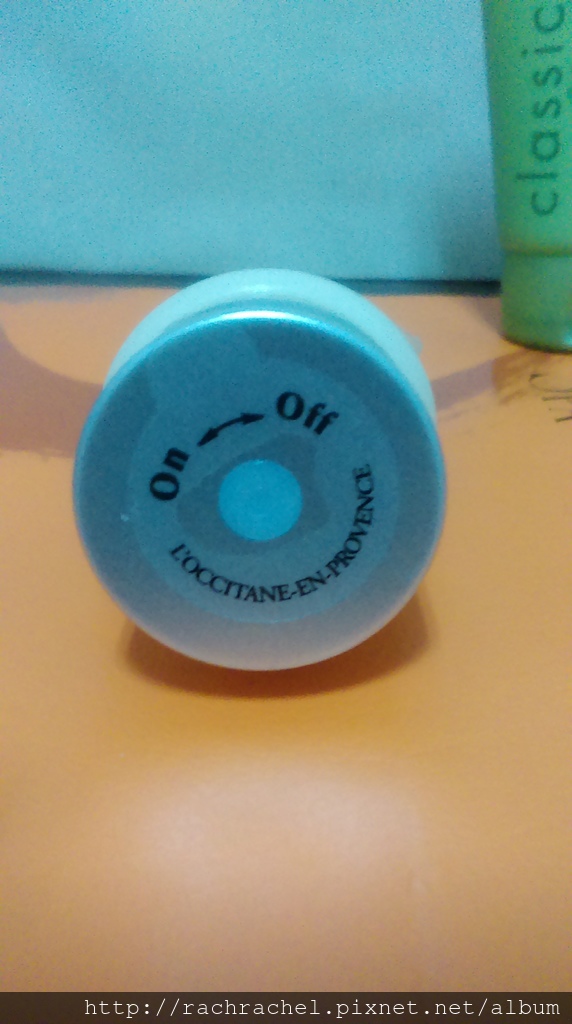 classic
Off
On
L'OCCITANE-EN-PROVENCE
http://rachrachel.pixnet.net/album